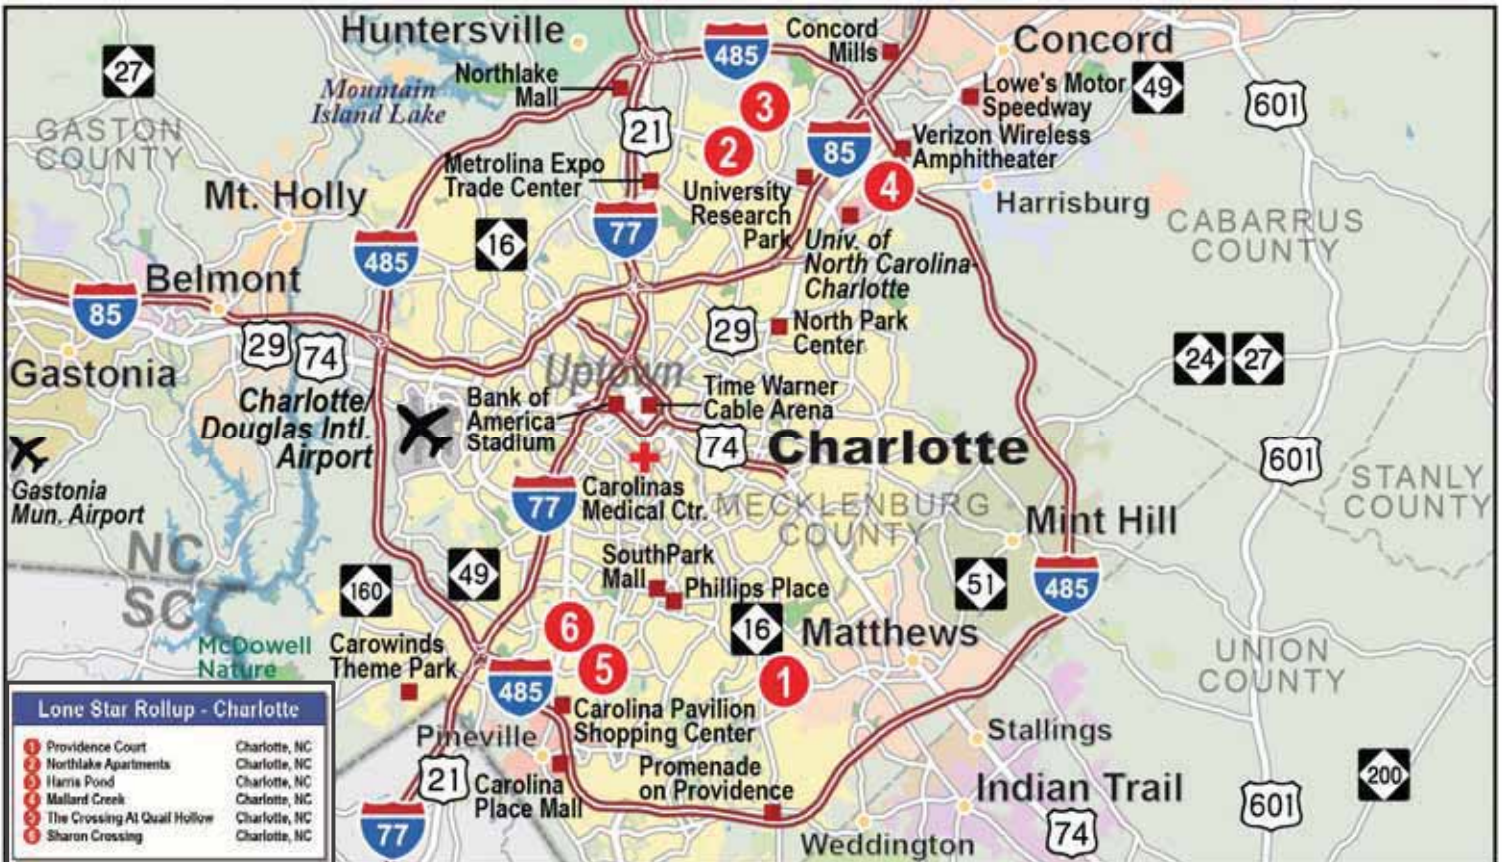 Huntersville
Concord
Mills
485
Concord
27
Northlake
Mall
Mountain
Island Lake
3
Lowe's Motor
Speedway
49
601
GASTON
COUNTY
21
2
85
Verizon Wireless
Amphitheater
Metrolina Expo
Trade Center
4
Mt. Holly
University
Research
Park
Harrisburg
CABARRUS
COUNTY
16
77
485
Univ. of
North Carolina-
Charlotte
Belmont
85
29
74
29
North Park
Center
24
27
Gastonia
Uptown
Charlotte/
Douglas Intl.
Airport
Bank of
America
Stadium
Time Warner
Cable Arena
74
Charlotte
601
Gastonia
Mun. Airport
77
Carolinas
Medical Ctr.
MECKLENBURG
COUNTY
STANLY
COUNTY
Mint Hill
NC
SC
160
49
SouthPark
Mall
Phillips Place
51
485
6
16
Matthews
McDowell
Nature
Carowinds
Theme Park
5
1
UNION
COUNTY
485
Carolina Pavilion
Shopping Center
Pineville
Stallings
21
Carolina
Place Mall
Promenade
on Providence
Indian Trail
200
77
601
74
Weddington
Lone Star Rollup - Charlotte
1 Providence Court Charlotte, NC
2 Northlake Apartments Charlotte, NC
3 Harris Pond Charlotte, NC
4 Mallard Creek Charlotte, NC
5 The Crossing At Quail Hollow Charlotte, NC
6 Sharon Crossing Charlotte, NC